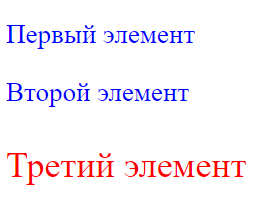 Первый элемент
Второй элемент
Третий элемент